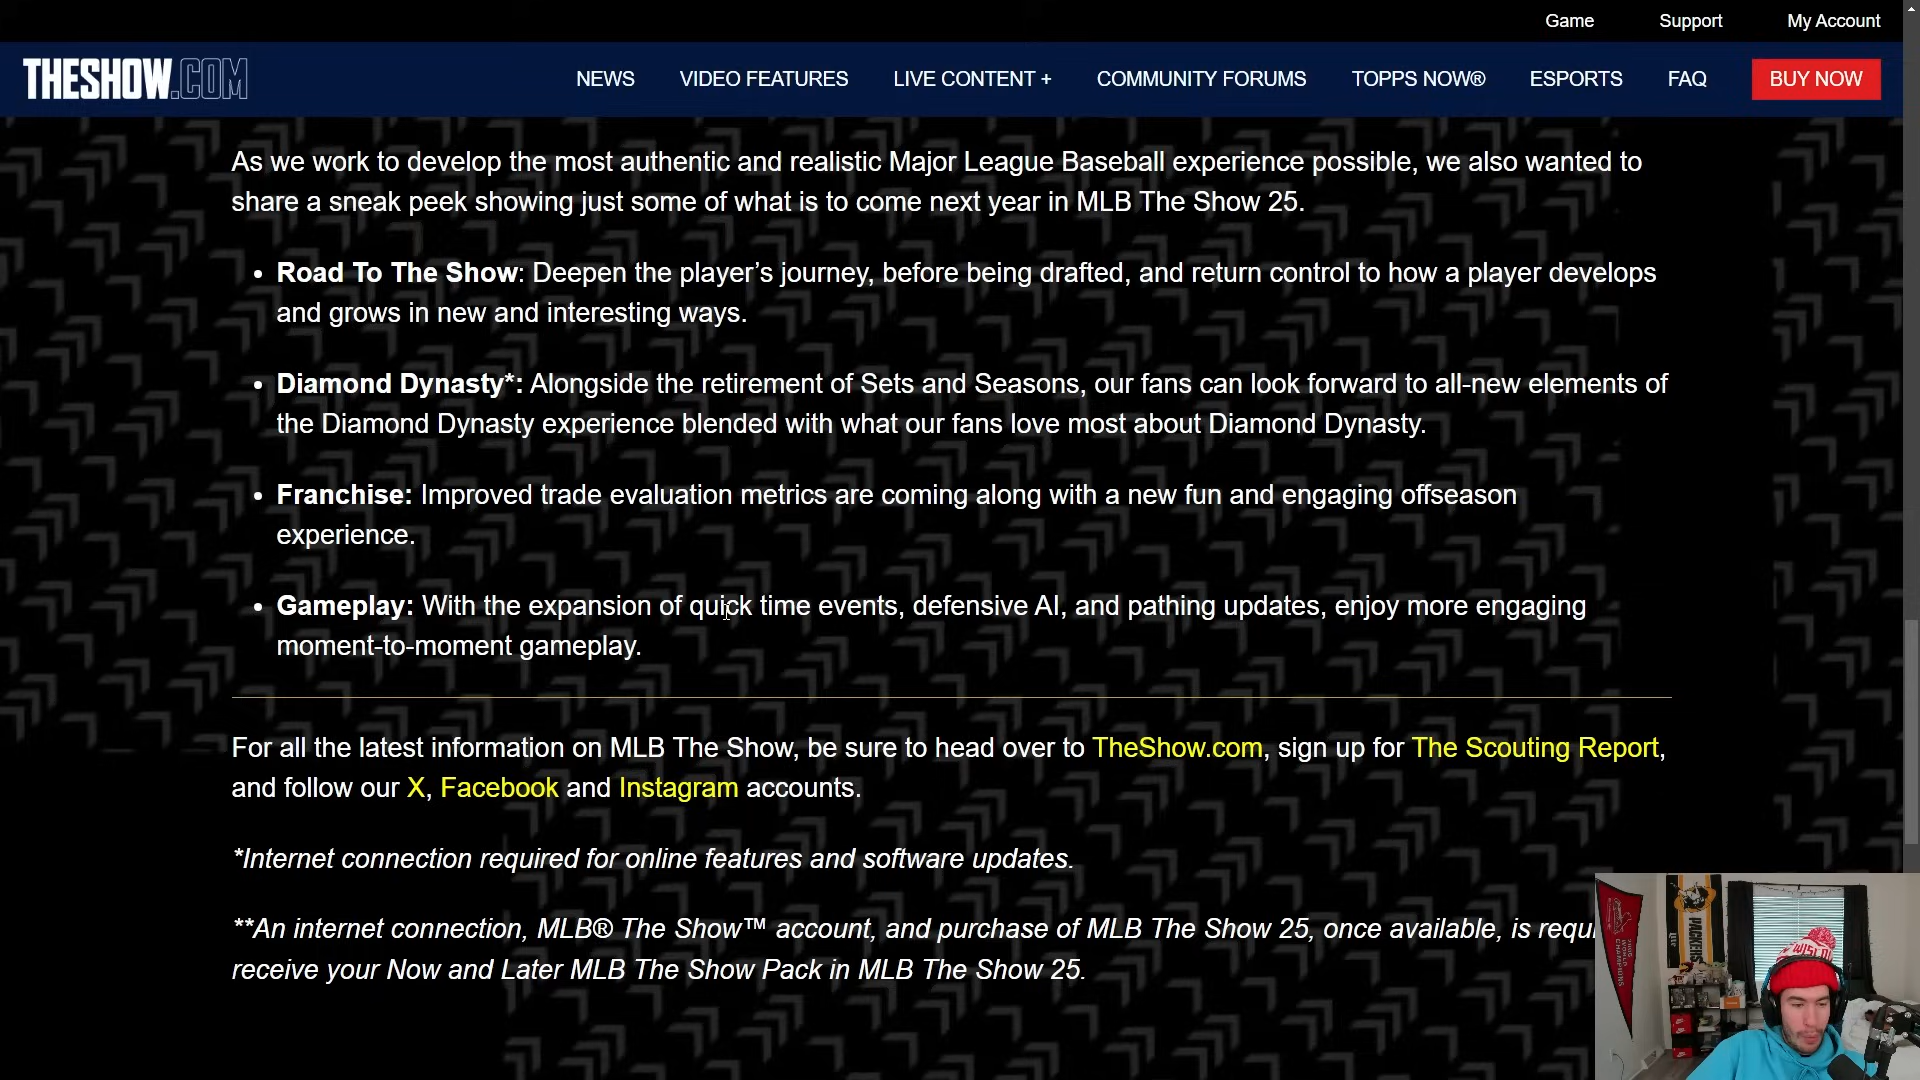 Game Support My Account
THESHOW.COM NEWS VIDEO FEATURES LIVE CONTENT + COMMUNITY FORUMS TOPPS NOW® ESPORTS FAQ BUY NOW
As we work to develop the most authentic and realistic Major League Baseball experience possible, we also wanted to
share a sneak peek showing just some of what is to come next year in MLB The Show 25.
• Road To The Show: Deepen the player’s journey, before being drafted, and return control to how a player develops
and grows in new and interesting ways.
• Diamond Dynasty*: Alongside the retirement of Sets and Seasons, our fans can look forward to all-new elements of
the Diamond Dynasty experience blended with what our fans love most about Diamond Dynasty.
• Franchise: Improved trade evaluation metrics are coming along with a new fun and engaging offseason
experience.
• Gameplay: With the expansion of quick time events, defensive AI, and pathing updates, enjoy more engaging
moment-to-moment gameplay.
For all the latest information on MLB The Show, be sure to head over to TheShow.com, sign up for The Scouting Report,
and follow our X, Facebook and Instagram accounts.
*Internet connection required for online features and software updates.
**An internet connection, MLB® The Show™ account, and purchase of MLB The Show 25, once available, is requi
receive your Now and Later MLB The Show Pack in MLB The Show 25.
PACKERS